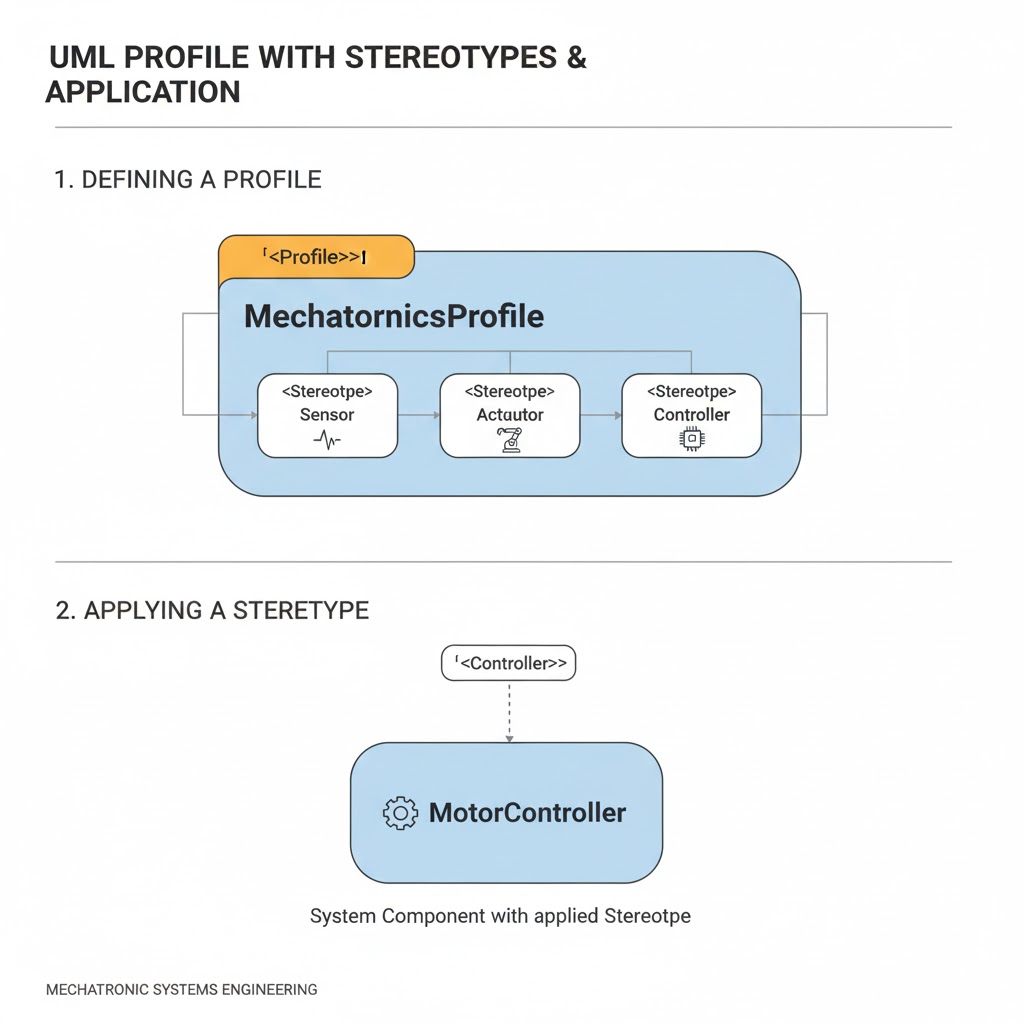 UML PROFILE WITH STEREOTYPES &
APPLICATION
1. DEFINING A PROFILE
「<Profile>>I
MechatornicsProfile
<Stereotpe>
Sensor
<Stereotpe>
Actautor
<Stereotpe>
Controller
2. APPLYING A STERETYPE
「<Controller>>
MotorController
System Component with applied Stereotpe
MECHATRONIC SYSTEMS ENGINEERING